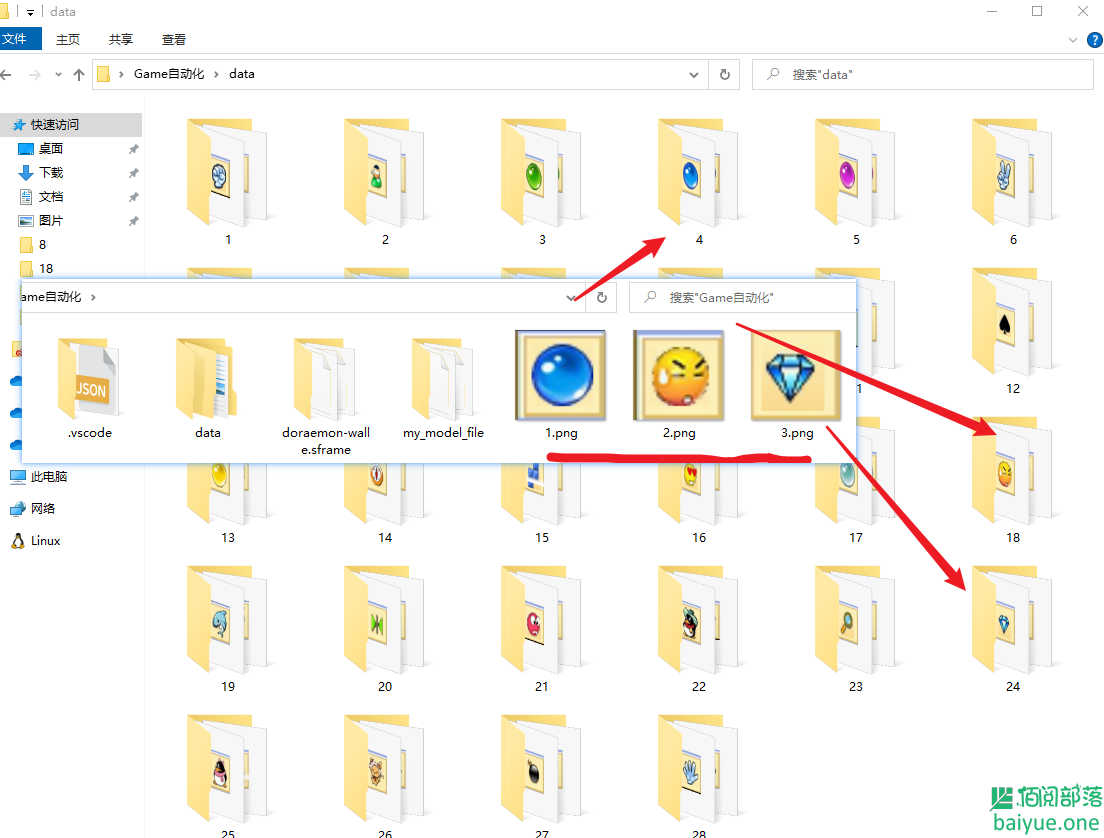 data
文件 主页 共享 查看
Game自动化 > data
搜索"data"
快速访问
桌面
下载
文档
图片
8
18
此电脑
网络
Linux
1 2 3 4 5 6
ame自动化 >
搜索"Game自动化"
JSON
.vscode
data
doraemon-wall
e.sframe
my_model_file
1.png
2.png
3.png
1 12
13 14 15 16 17 18
19 20 21 22 23 24
25 26 27 28
佰阅部落
baiyue.one